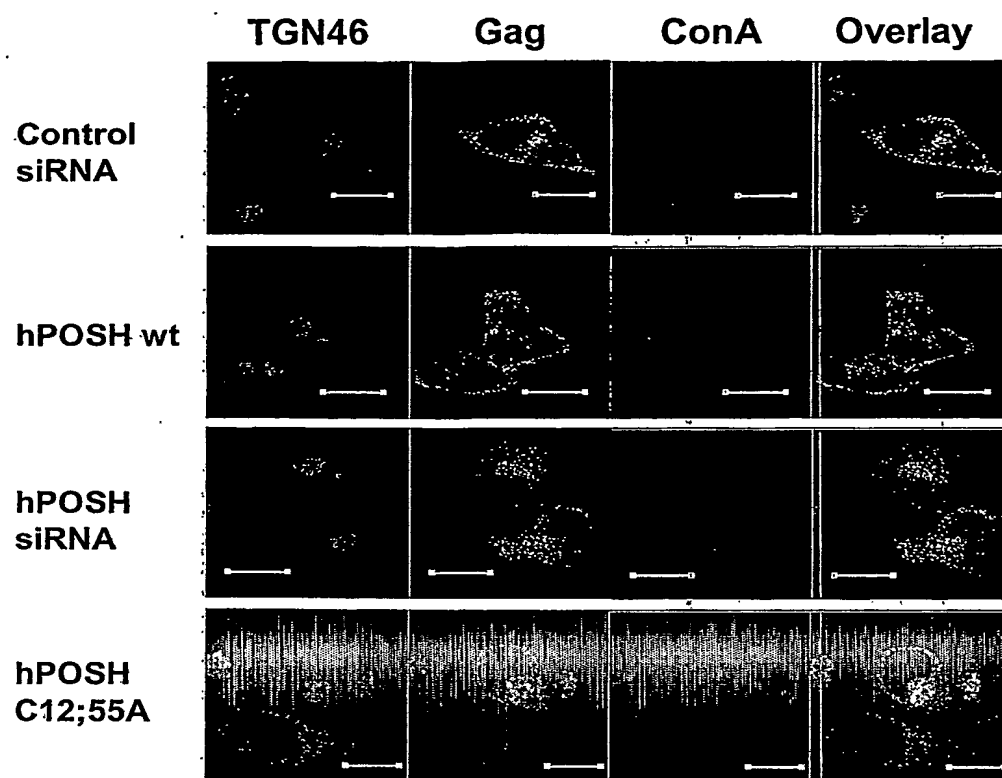 TGN46 Gag ConA Overlay
Control
siRNA
hPOSH wt
hPOSH
siRNA
hPOSH
C12;55A